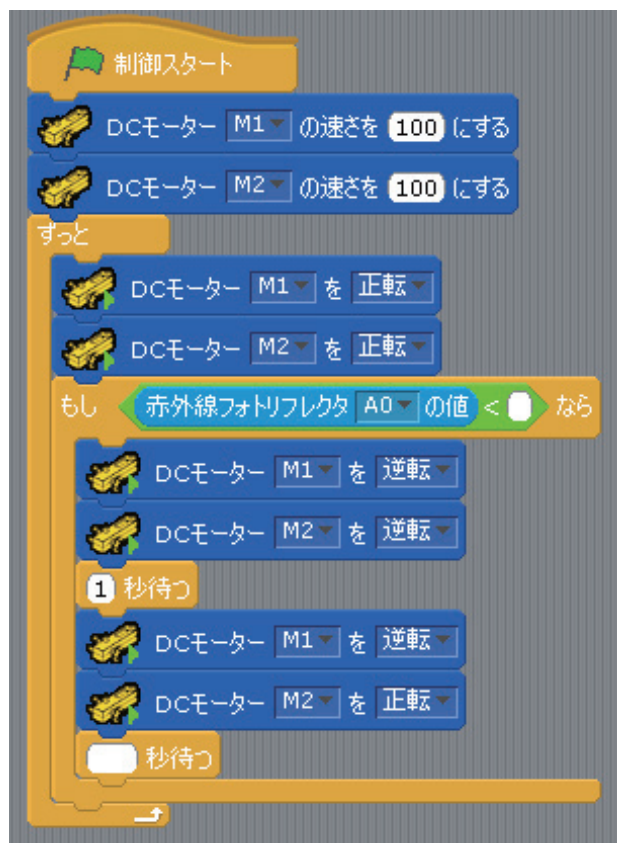 制御スタート
DCモーター M1 の速さを 100 にする
DCモーター M2 の速さを 100 にする
ずっと
DCモーター M1 を 正転
DCモーター M2 を 正転
もし 赤外線フォトリフレクタ A0 の値 < なら
DCモーター M1 を 逆転
DCモーター M2 を 逆転
1 秒待つ
DCモーター M1 を 逆転
DCモーター M2 を 正転
秒待つ